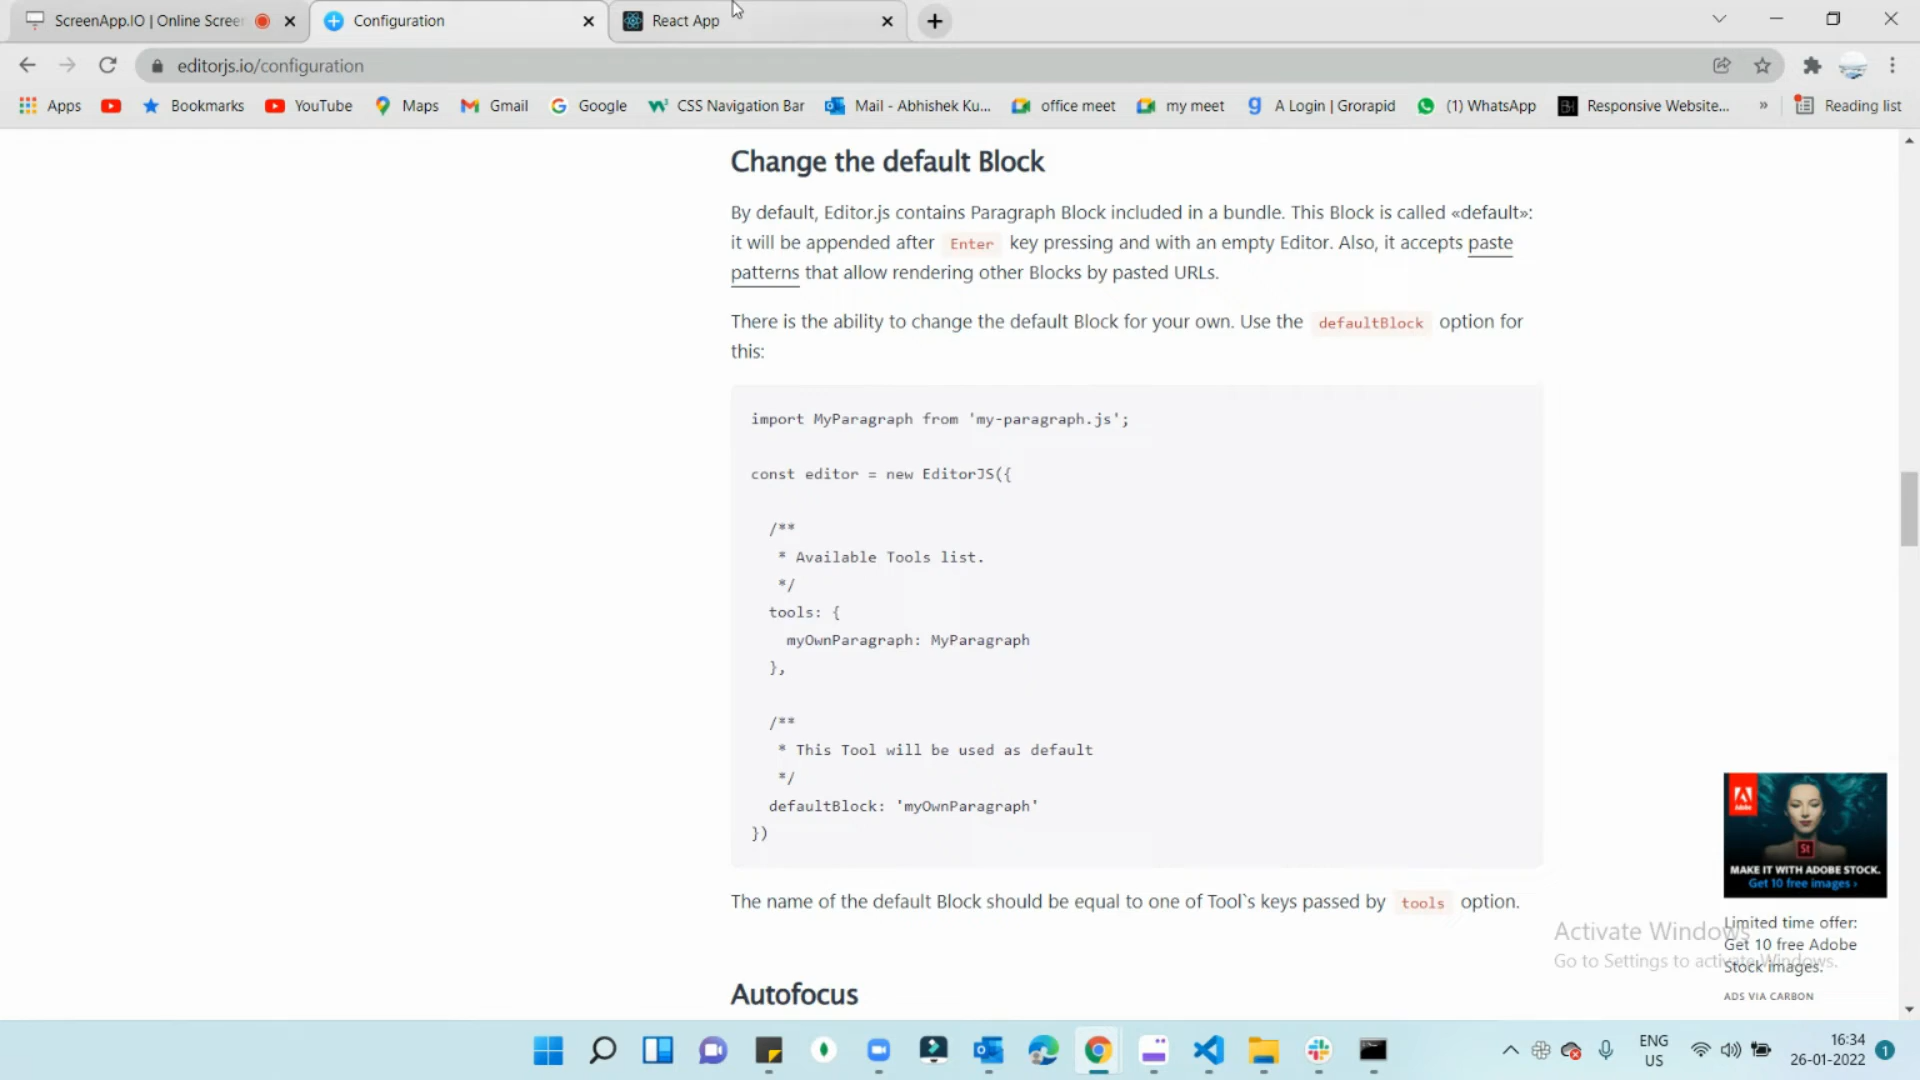 ScreenApp.IO | Online Screen
Configuration
React App
editorjs.io/configuration
Apps
Bookmarks
YouTube
Maps
Gmail
Google
CSS Navigation Bar
Mail - Abhishek Ku...
office meet
my meet
A Login | Grorapid
(1) WhatsApp
Responsive Website...
»
Reading list
Change the default Block
By default, Editor.js contains Paragraph Block included in a bundle. This Block is called «default»:
it will be appended after Enter key pressing and with an empty Editor. Also, it accepts paste
patterns that allow rendering other Blocks by pasted URLs.
There is the ability to change the default Block for your own. Use the defaultBlock option for
this:
import MyParagraph from 'my-paragraph.js';
const editor = new EditorJS({
/**
* Available Tools list.
*/
tools: {
myOwnParagraph: MyParagraph
},
/**
* This Tool will be used as default
*/
defaultBlock: 'myOwnParagraph'
})
The name of the default Block should be equal to one of Tool`s keys passed by tools option.
Autofocus
Adobe
St
MAKE IT WITH ADOBE STOCK.
Get 10 free images ›
Limited time offer:
Get 10 free Adobe
Stock images.
ADS VIA CARBON
Activate Windows
Go to Settings to activate Windows.
ENG
US
16:34
26-01-2022
1